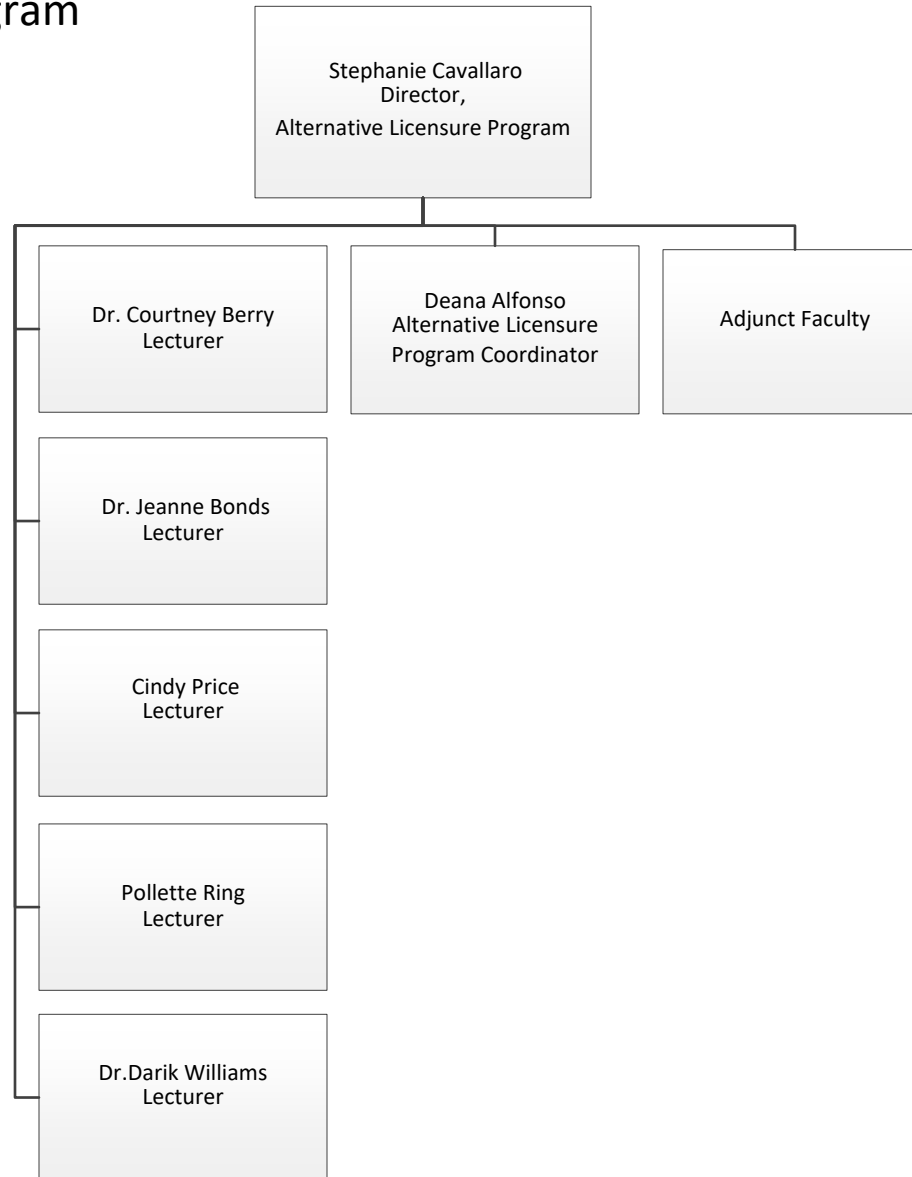 Stephanie Cavallaro
Director,
Alternative Licensure Program
Dr. Courtney Berry
Lecturer
Deana Alfonso
Alternative Licensure
Program Coordinator
Adjunct Faculty
Dr. Jeanne Bonds
Lecturer
Cindy Price
Lecturer
Pollette Ring
Lecturer
Dr.Darik Williams
Lecturer